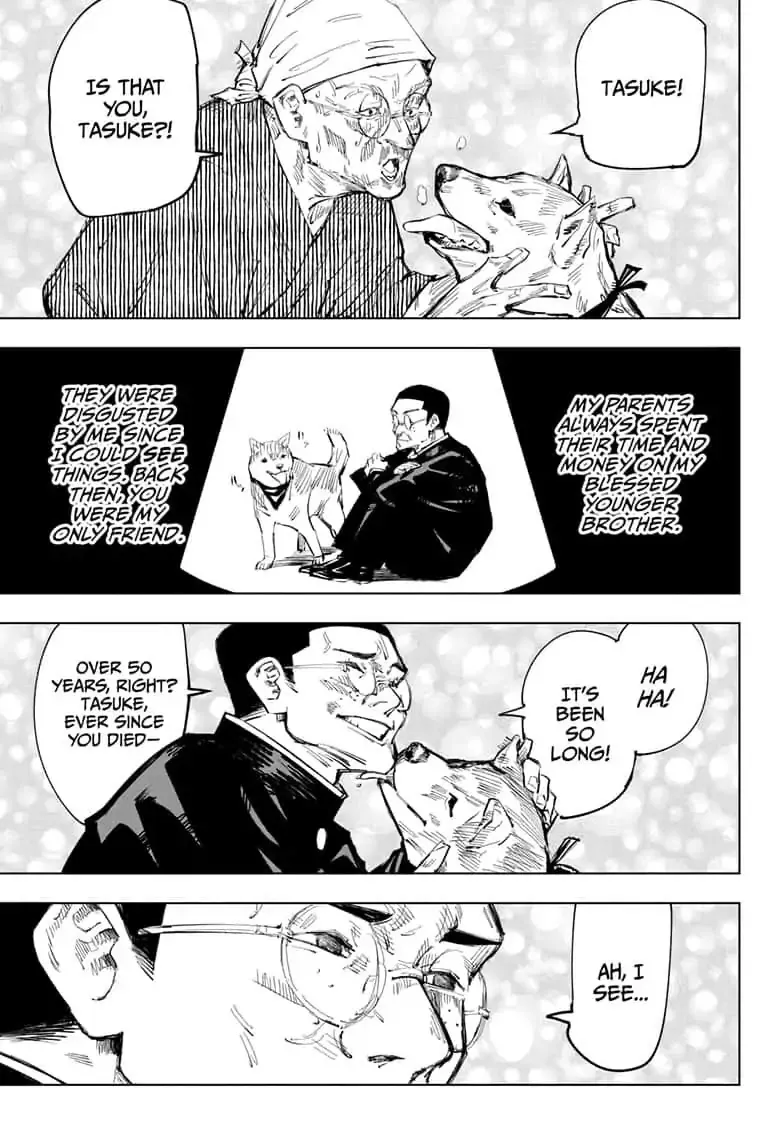 TASUKE!
IS THAT
YOU,
TASUKE?!
MY PARENTS
ALWAYS SPENT
THEIR TIME AND
MONEY ON MY
BLESSED
YOUNGER
BROTHER.
THEY WERE
DISGUSTED
BY ME SINCE
I COULD SEE
THINGS. BACK
THEN, YOU
WERE MY
ONLY FRIEND.
HA
HA!
IT'S
BEEN
SO
LONG!
OVER 50
YEARS, RIGHT?
TASUKE,
EVER SINCE
YOU DIED—
AH, I
SEE...